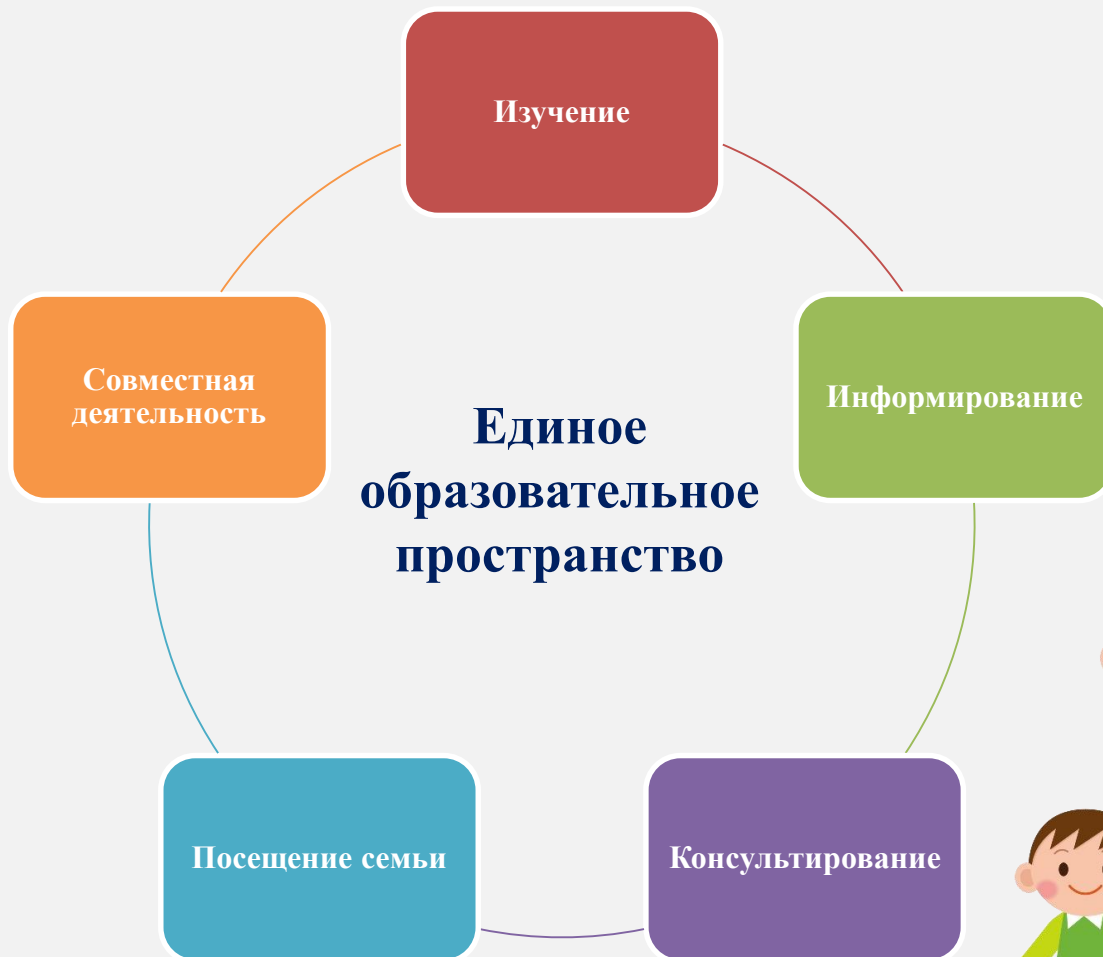 Изучение
Информирование
Консультирование
Посещение семьи
Совместная
деятельность
Единое
образовательное
пространство